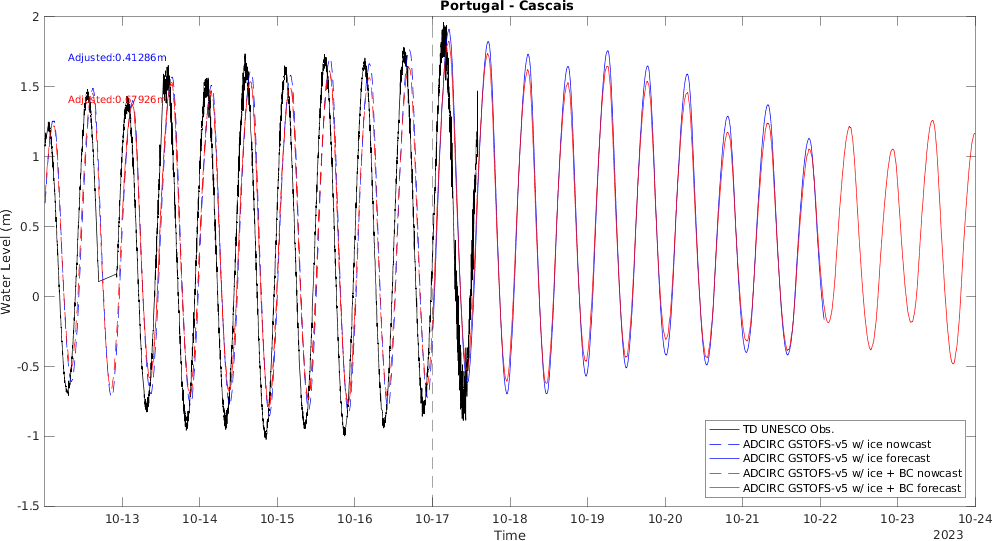 Portugal - Cascais
2
1.5
1
0.5
0
-0.5
-1
-1.5
Water Level (m)
Adjusted:0.41286m
10-13
10-14
10-15
10-16
10-17
10-18
10-19
10-20
10-21
10-22
10-23
10-24
Time
2023
TD UNESCO Obs.
ADCIRC GSTOFS-v5 w/ ice nowcast
ADCIRC GSTOFS-v5 w/ ice forecast
ADCIRC GSTOFS-v5 w/ ice + BC nowcast
ADCIRC GSTOFS-v5 w/ ice + BC forecast